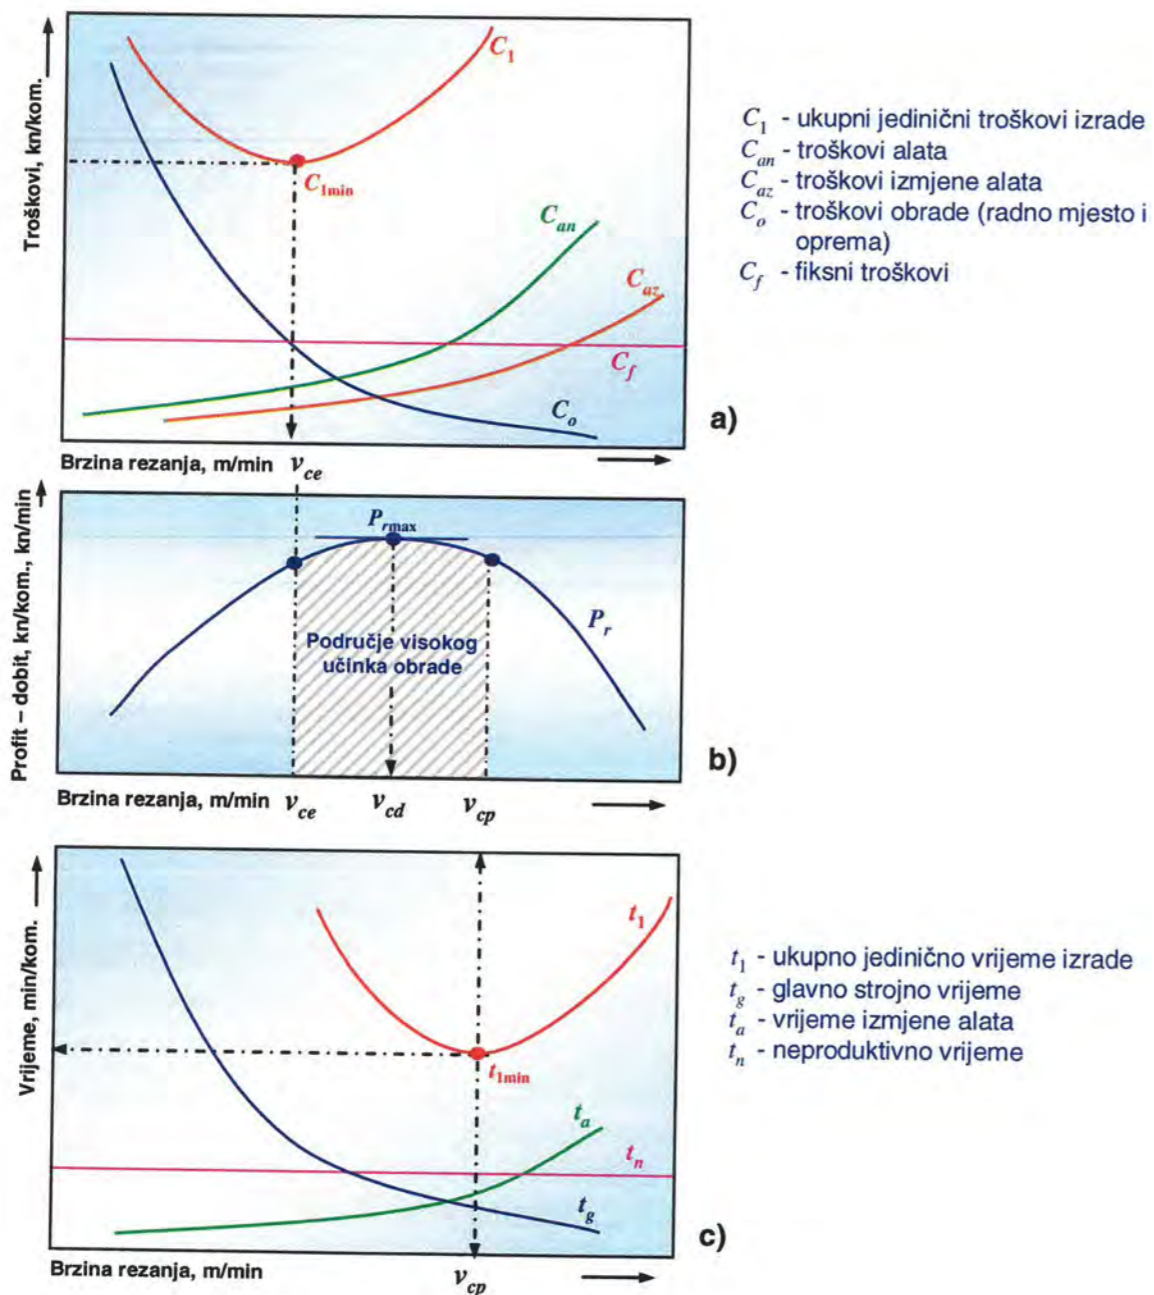 Troškovi, kn/kom.
C1
C1min
Can
Caz
Cf
Co
C1 - ukupni jedinični troškovi izrade
Can - troškovi alata
Caz - troškovi izmjene alata
Co - troškovi obrade (radno mjesto i
oprema)
Cf - fiksni troškovi
a)
Brzina rezanja, m/min vce
Profit – dobit, kn/kom., kn/min
Prmax
Pr
Područje visokog
učinka obrade
b)
Brzina rezanja, m/min vce vcd vcp
Vrijeme, min/kom.
t1
t1min
ta
tn
tg
t1 - ukupno jedinično vrijeme izrade
tg - glavno strojno vrijeme
ta - vrijeme izmjene alata
tn - neproduktivno vrijeme
c)
Brzina rezanja, m/min vcp